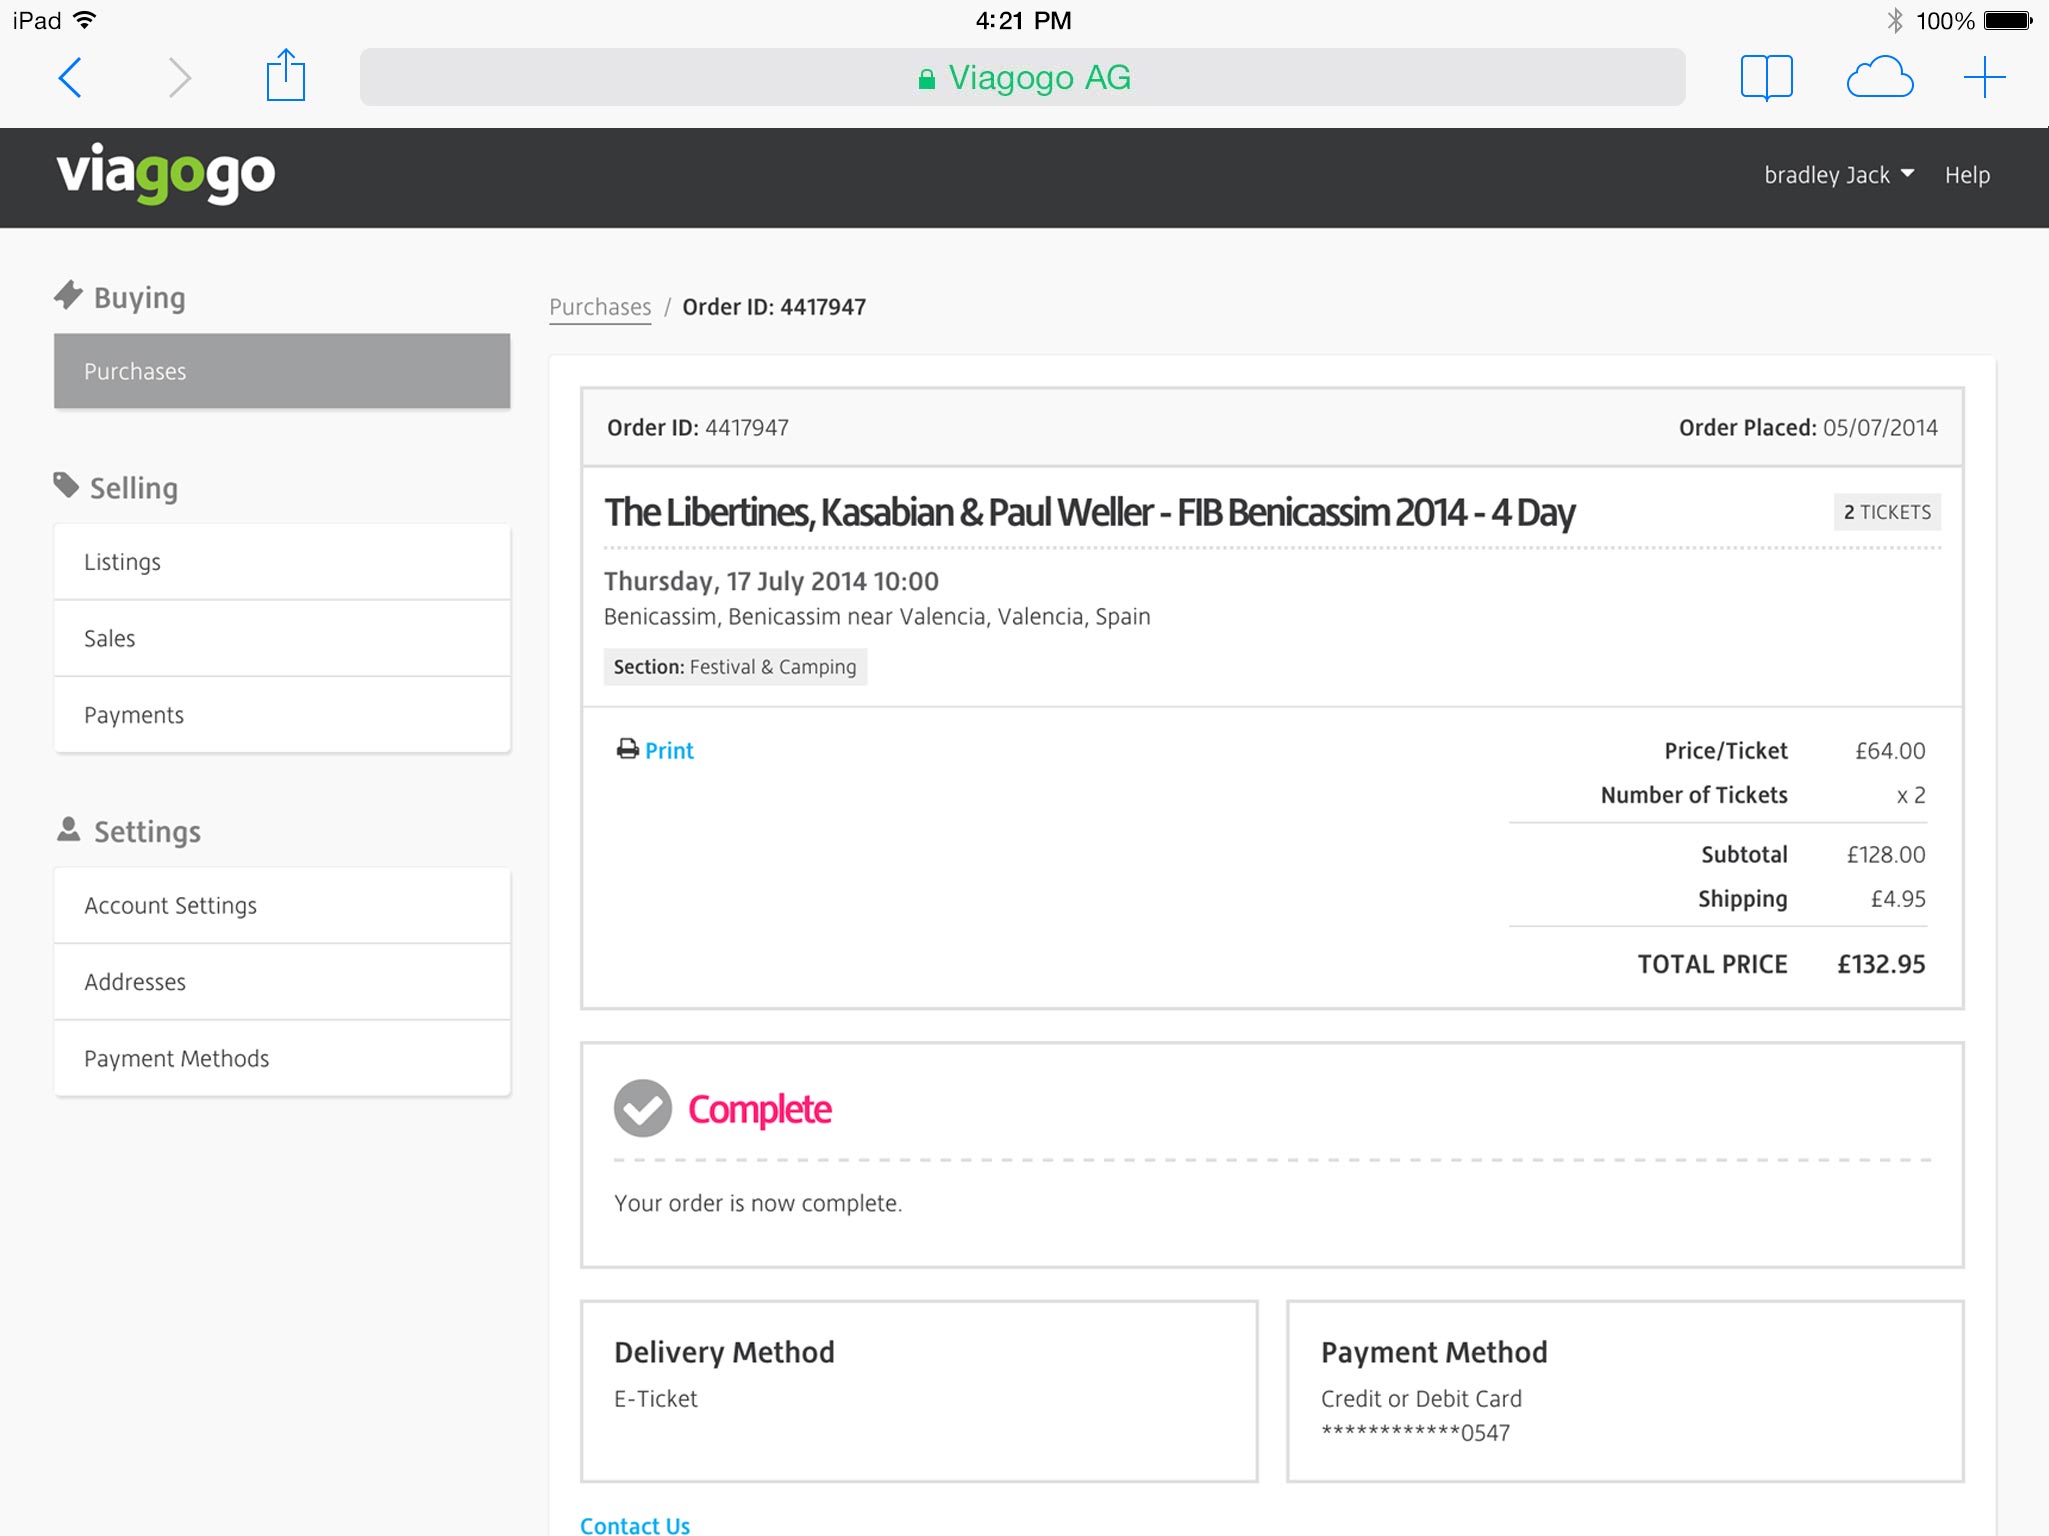 iPad 4:21 PM 100%
Viagogo AG
viagogo bradley Jack Help
Buying
Purchases
Selling
Listings
Sales
Payments
Settings
Account Settings
Addresses
Payment Methods
Purchases / Order ID: 4417947
Order ID: 4417947 Order Placed: 05/07/2014
The Libertines, Kasabian & Paul Weller - FIB Benicassim 2014 - 4 Day 2 TICKETS
Thursday, 17 July 2014 10:00
Benicassim, Benicassim near Valencia, Valencia, Spain
Section: Festival & Camping
Print
Price/Ticket £64.00
Number of Tickets x 2
Subtotal £128.00
Shipping £4.95
TOTAL PRICE £132.95
Complete
Your order is now complete.
Delivery Method
E-Ticket
Payment Method
Credit or Debit Card
************0547
Contact Us